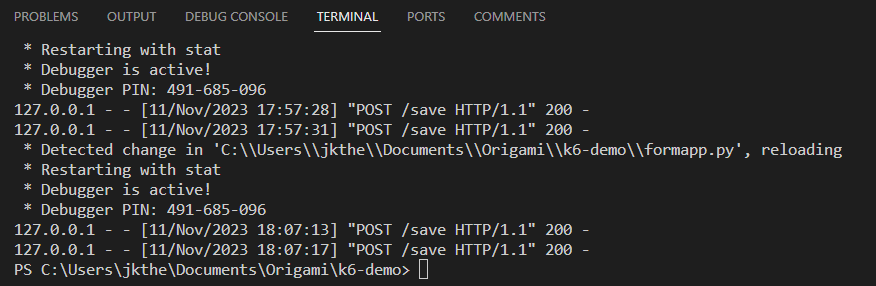 PROBLEMS OUTPUT DEBUG CONSOLE TERMINAL PORTS COMMENTS
* Restarting with stat
* Debugger is active!
* Debugger PIN: 491-685-096
127.0.0.1 - - [11/Nov/2023 17:57:28] "POST /save HTTP/1.1" 200 -
127.0.0.1 - - [11/Nov/2023 17:57:31] "POST /save HTTP/1.1" 200 -
* Detected change in 'C:\\Users\\jkthe\\Documents\\Origami\\k6-demo\\formapp.py', reloading
* Restarting with stat
* Debugger is active!
* Debugger PIN: 491-685-096
127.0.0.1 - - [11/Nov/2023 18:07:13] "POST /save HTTP/1.1" 200 -
127.0.0.1 - - [11/Nov/2023 18:07:17] "POST /save HTTP/1.1" 200 -
PS C:\Users\jkthe\Documents\Origami\k6-demo>